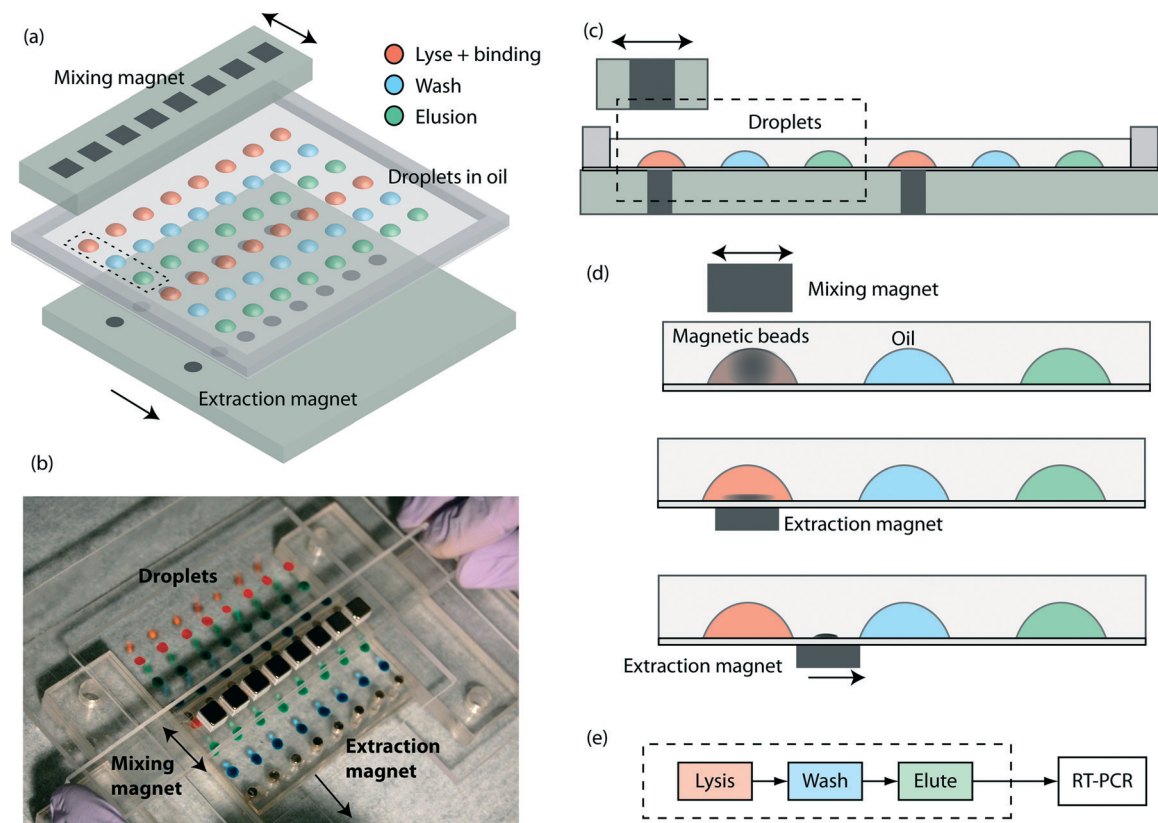 (a)
Mixing magnet
Lyse + binding
Wash
Elusion
Droplets in oil
Extraction magnet
(b)
Droplets
Mixing
magnet
Extraction
magnet
(c)
Droplets
(d)
Mixing magnet
Magnetic beads
Oil
Extraction magnet
Extraction magnet
(e)
Lysis
Wash
Elute
RT-PCR